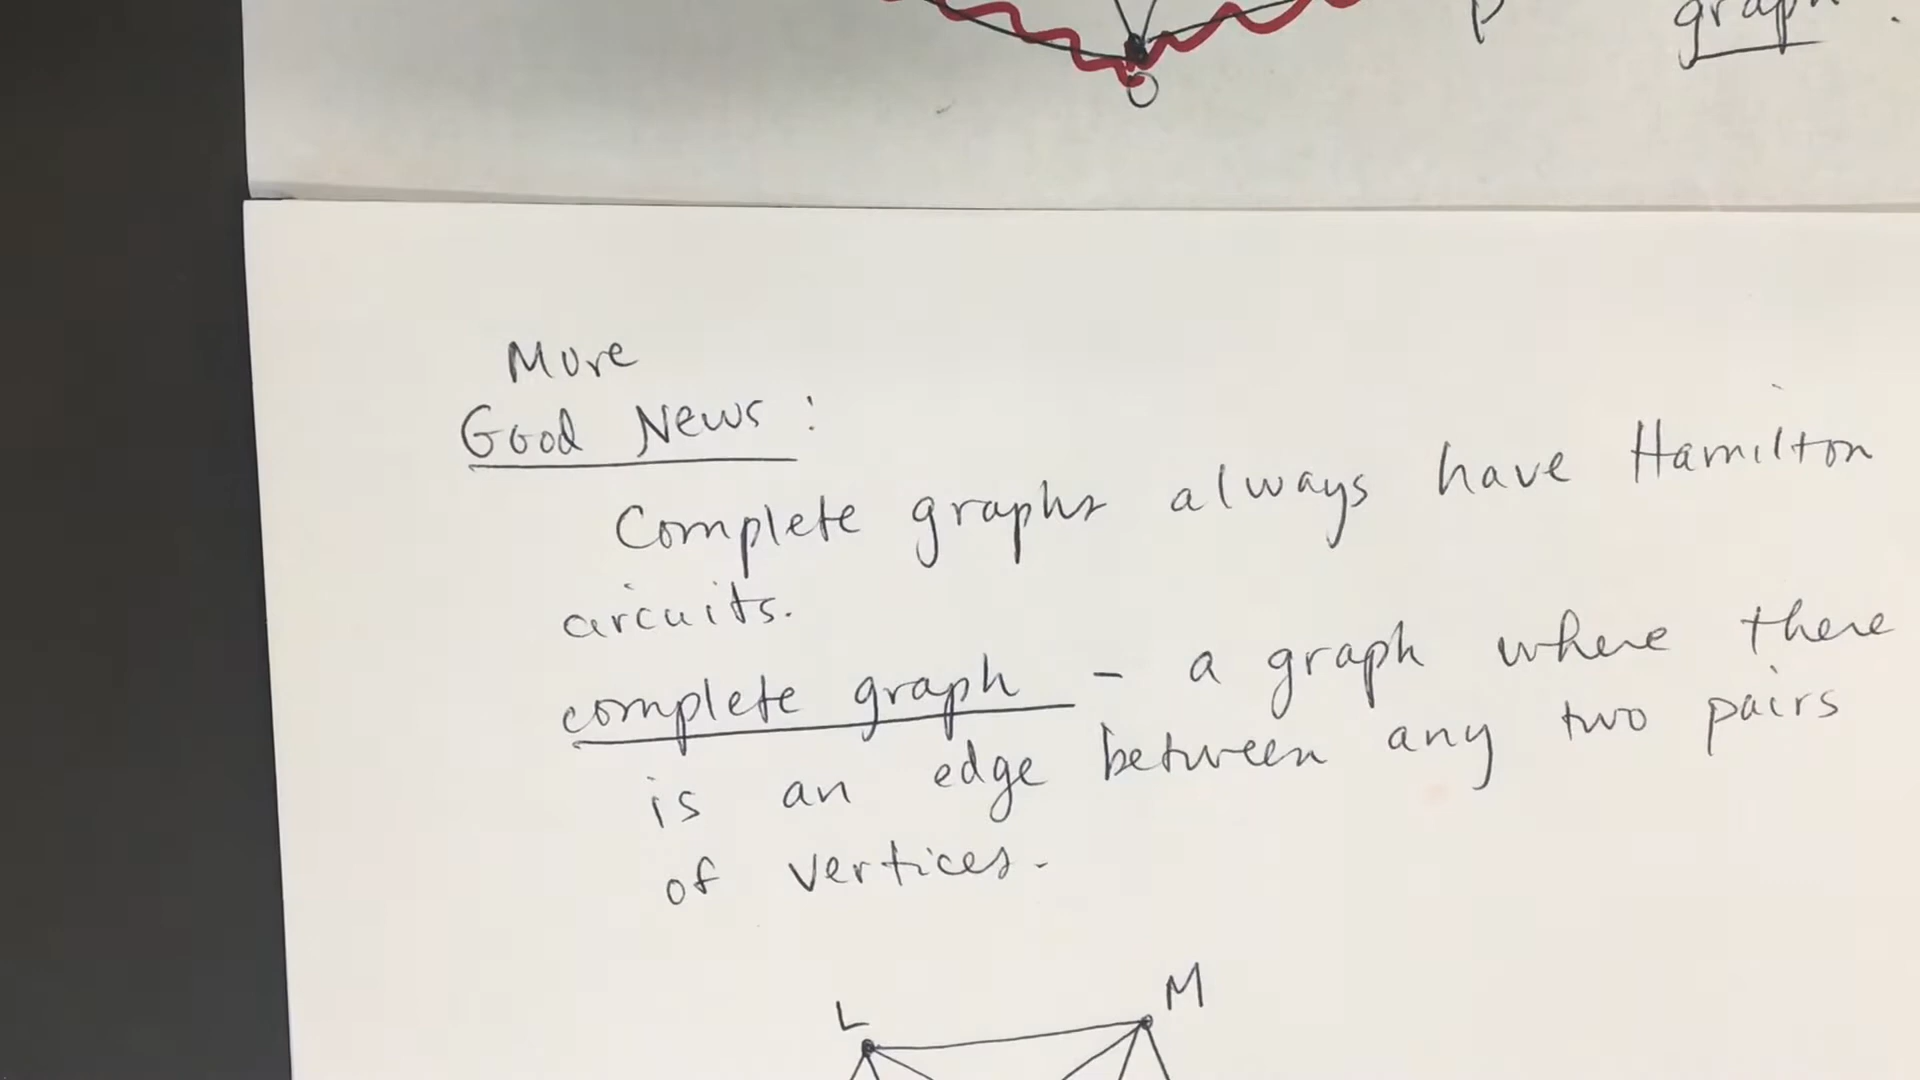 p graph.
O
More
Good News:
Complete graphs always have Hamilton
circuits.
complete graph - a graph where there
is an edge between any two pairs
of vertices.
L M